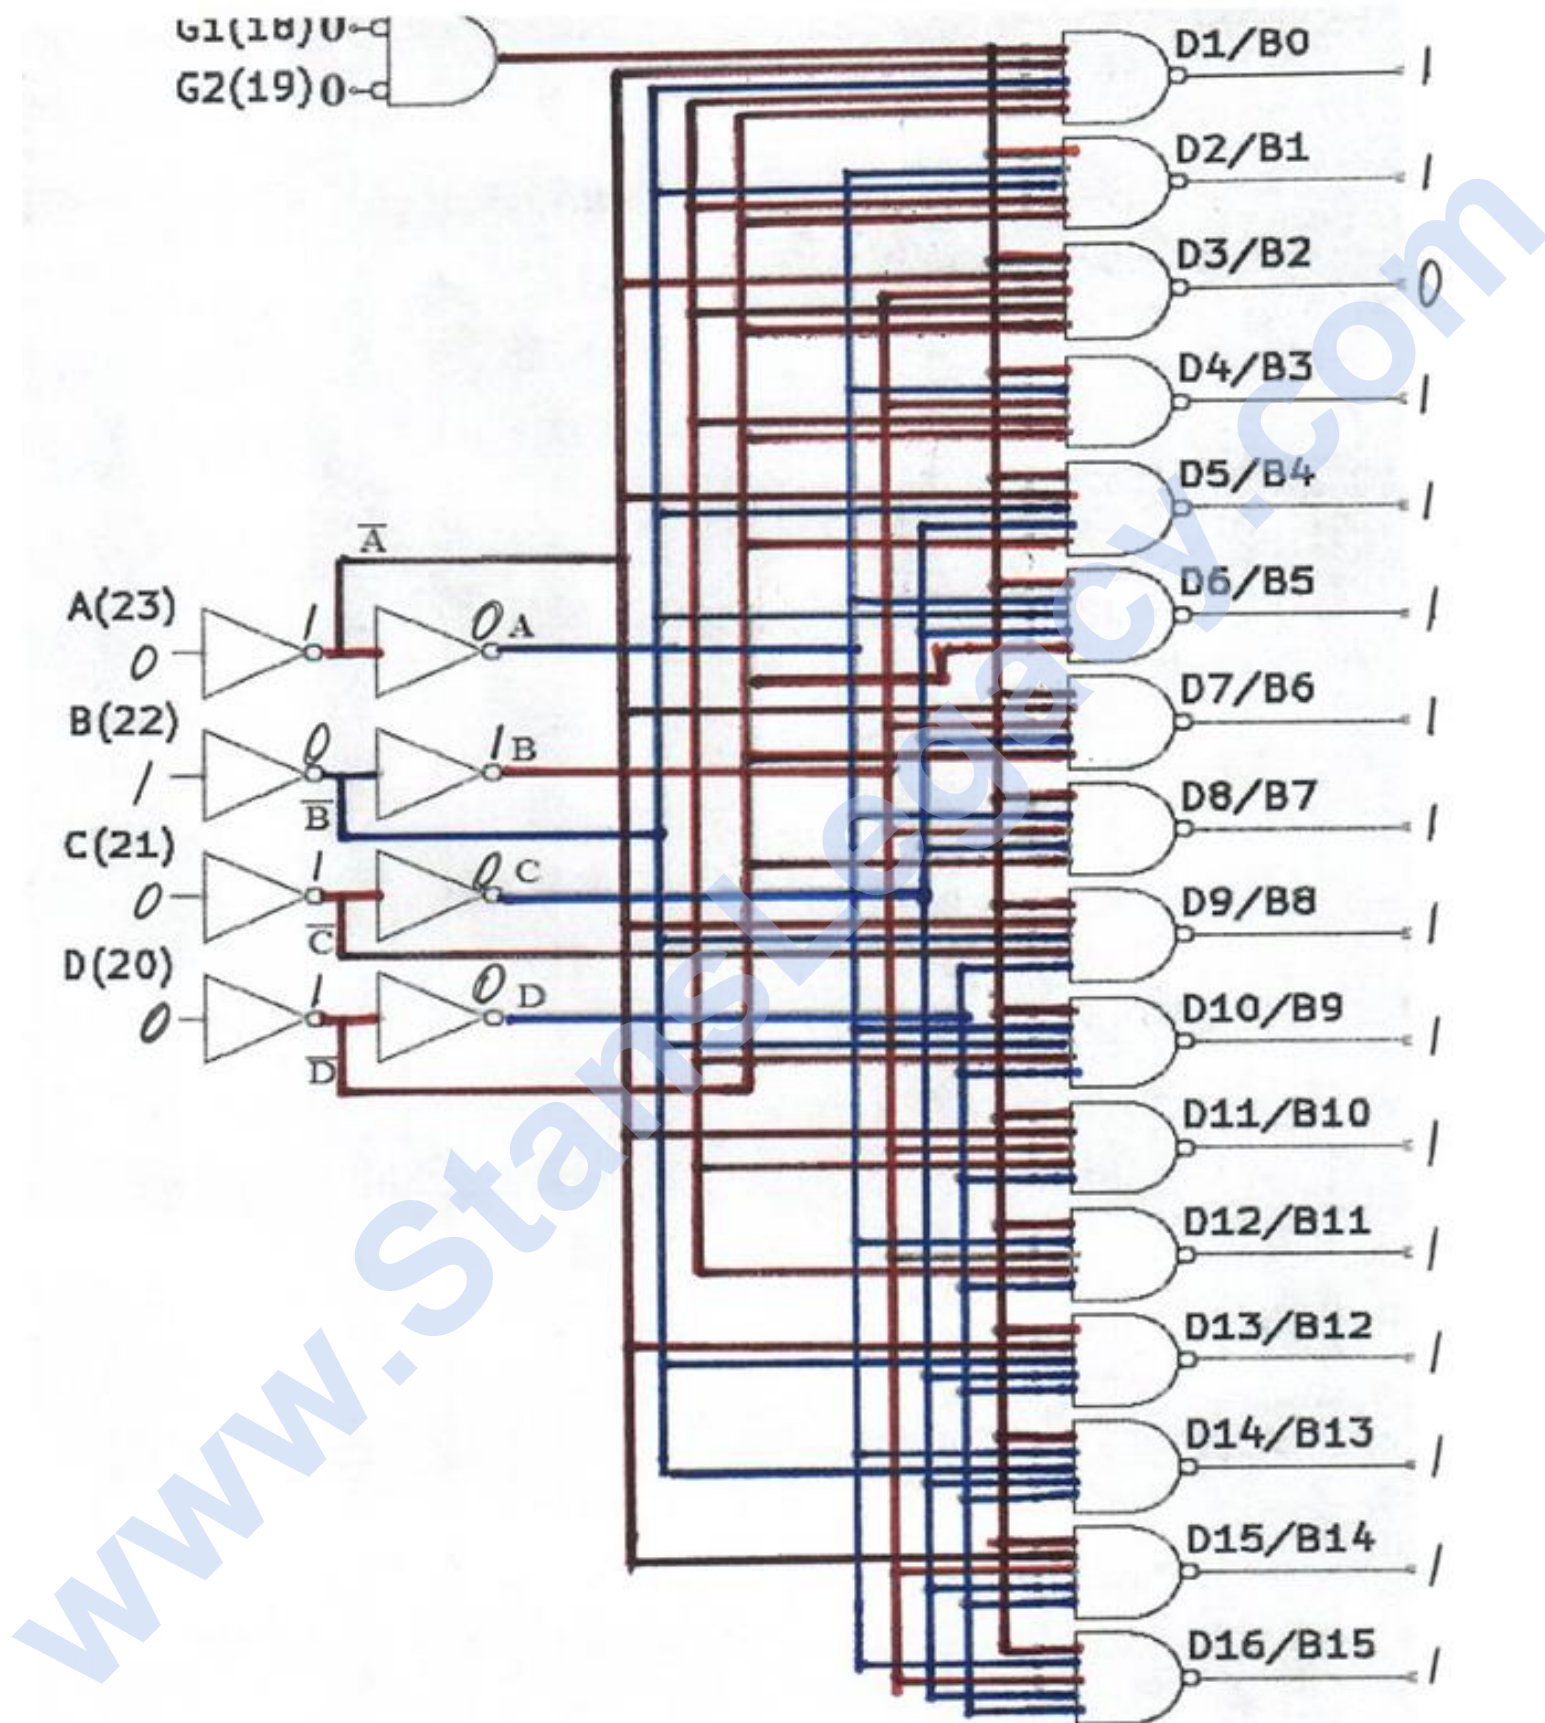 G1(18) 0
G2(19) 0
D1/B0 1
D2/B1 1
D3/B2 0
D4/B3 1
D5/B4 1
D6/B5 1
D7/B6 1
D8/B7 1
D9/B8 1
D10/B9 1
D11/B10 1
D12/B11 1
D13/B12 1
D14/B13 1
D15/B14 1
D16/B15 1
A̅
A(23)
0 1 0 A
B(22)
1 0 1 B
B̅
C(21)
0 1 0 C
C̅
D(20)
0 1 0 D
D̅
www.StansLegacy.com